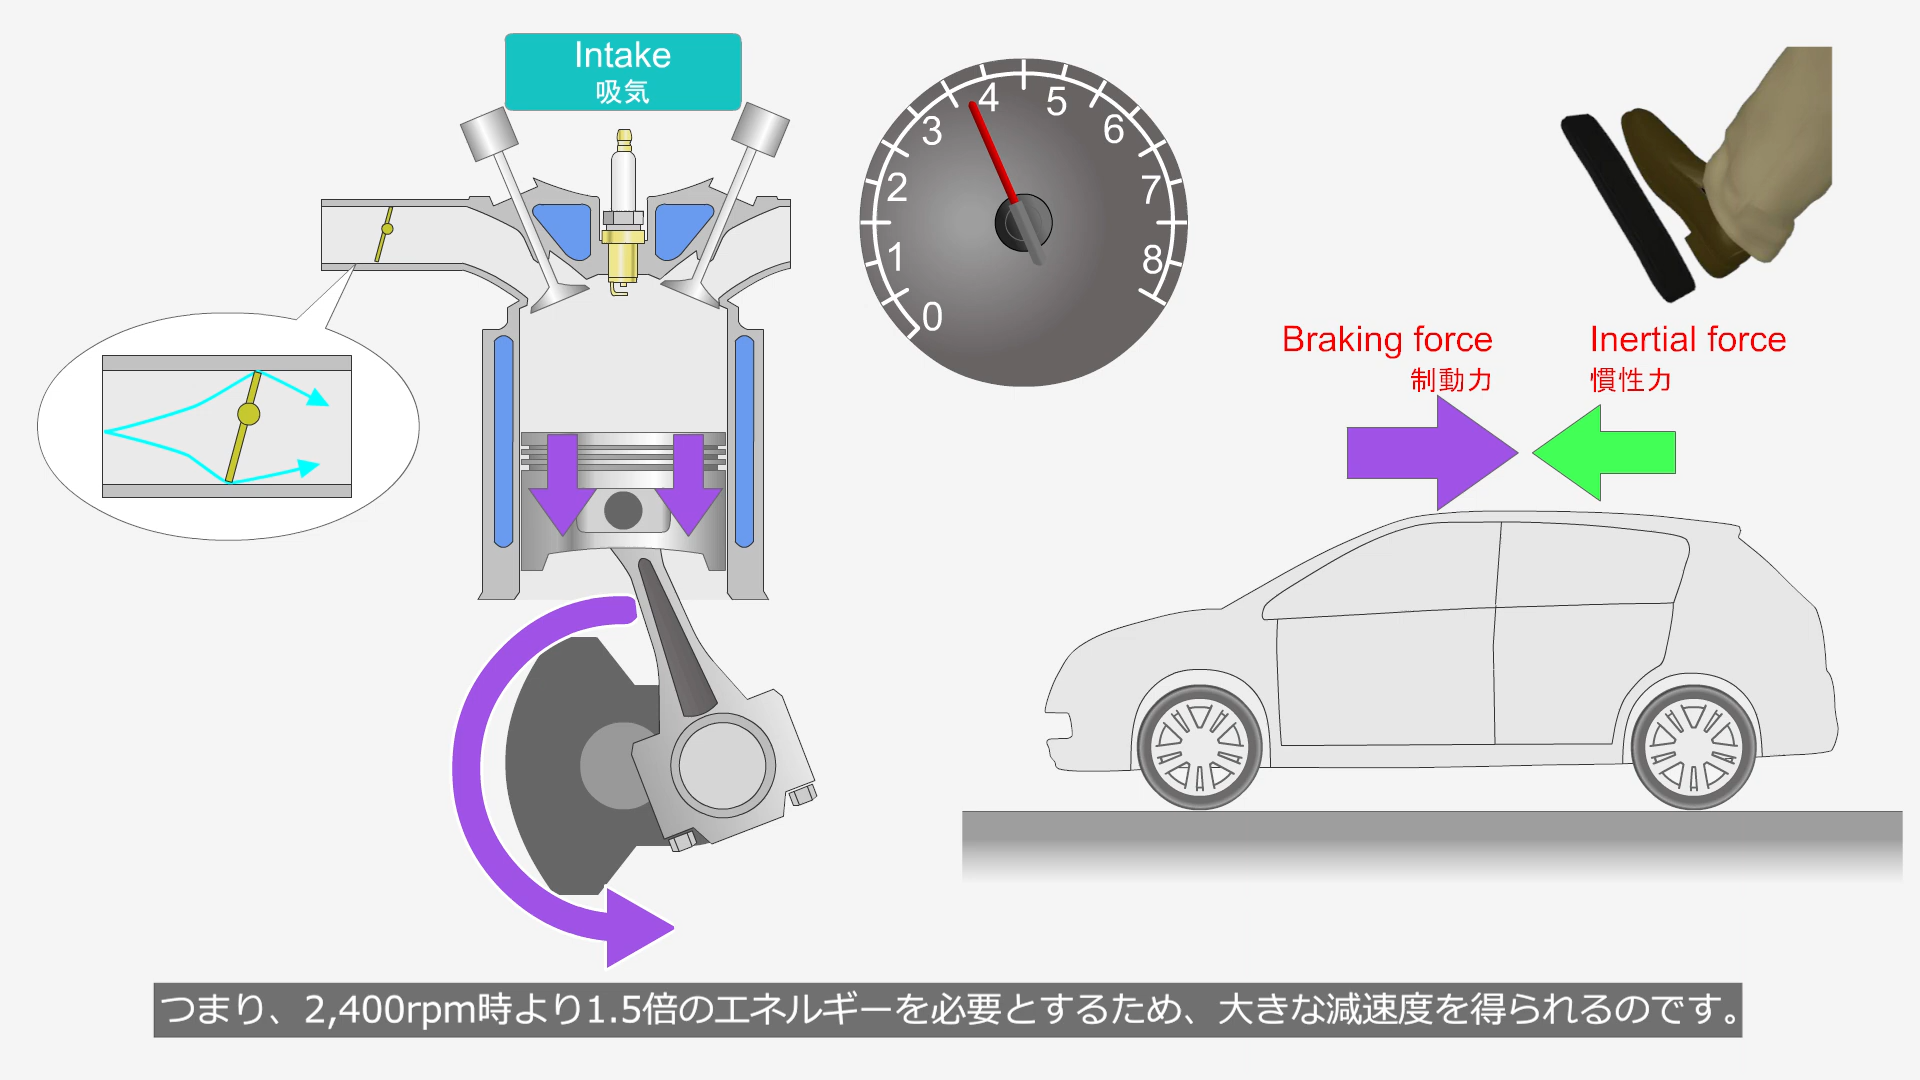 Intake
吸気
0
1
2
3
4
5
6
7
8
Braking force
制動力
Inertial force
慣性力
つまり、2,400rpm時より1.5倍のエネルギーを必要とするため、大きな減速度を得られるのです。